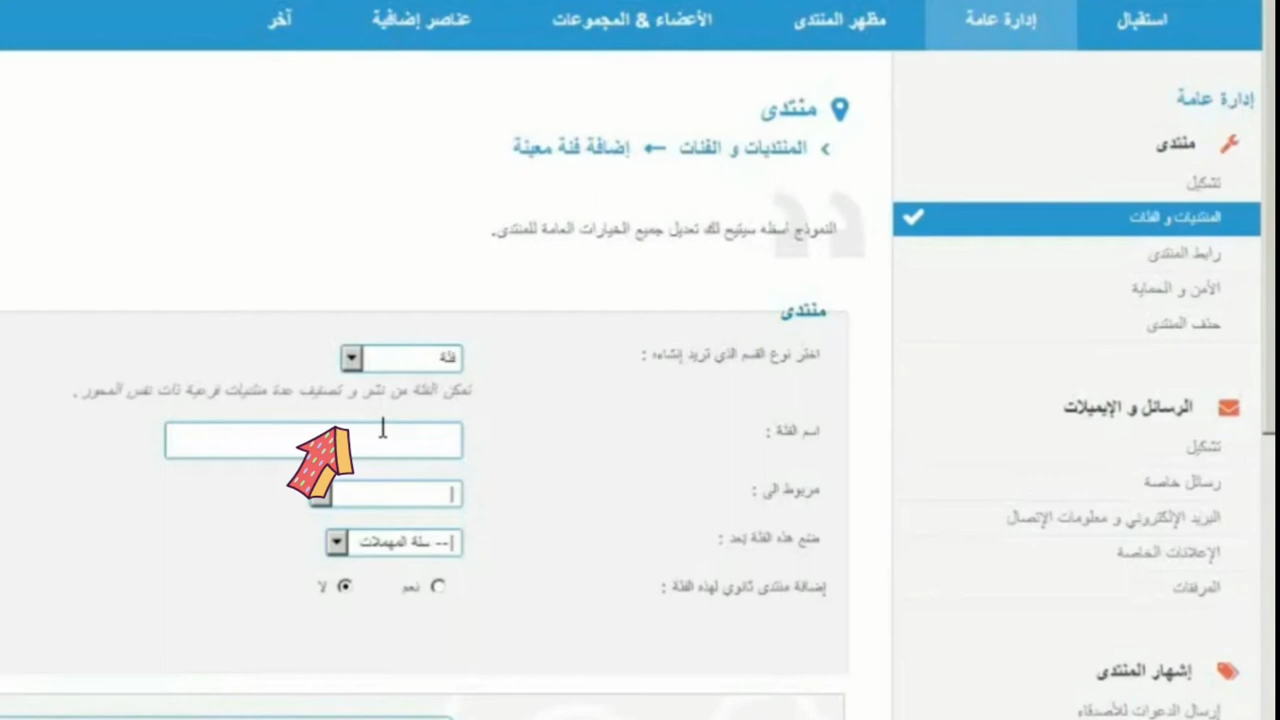 استقبال
إدارة عامة
مظهر المنتدى
الأعضاء & المجموعات
عناصر إضافية
آخر
إدارة عامة
منتدى
تشكيل
المنتديات و الفئات
رابط المنتدى
الأمن و الحماية
حذف المنتدى
الرسائل و الإيميلات
تشكيل
رسائل خاصة
البريد الإلكتروني و معلومات الإتصال
الإعلانات الخاصة
المرفقات
إشهار المنتدى
إرسال الدعوات للأصدقاء
منتدى
المنتديات و الفئات ← إضافة فئة معينة
النموذج اسفله سيتيح لك تعديل جميع الخيارات العامة للمنتدى.
منتدى
اختر نوع القسم الذي تريد إنشاءه :
فئة
تمكن الفئة من نشر و تصنيف عدة منتديات فرعية ذات نفس المحور .
اسم الفئة :
مربوط الى :
|
ضع هذه الفئة بعد :
|-- سلة المهملات
إضافة منتدى ثانوي لهذه الفئة :
نعم لا